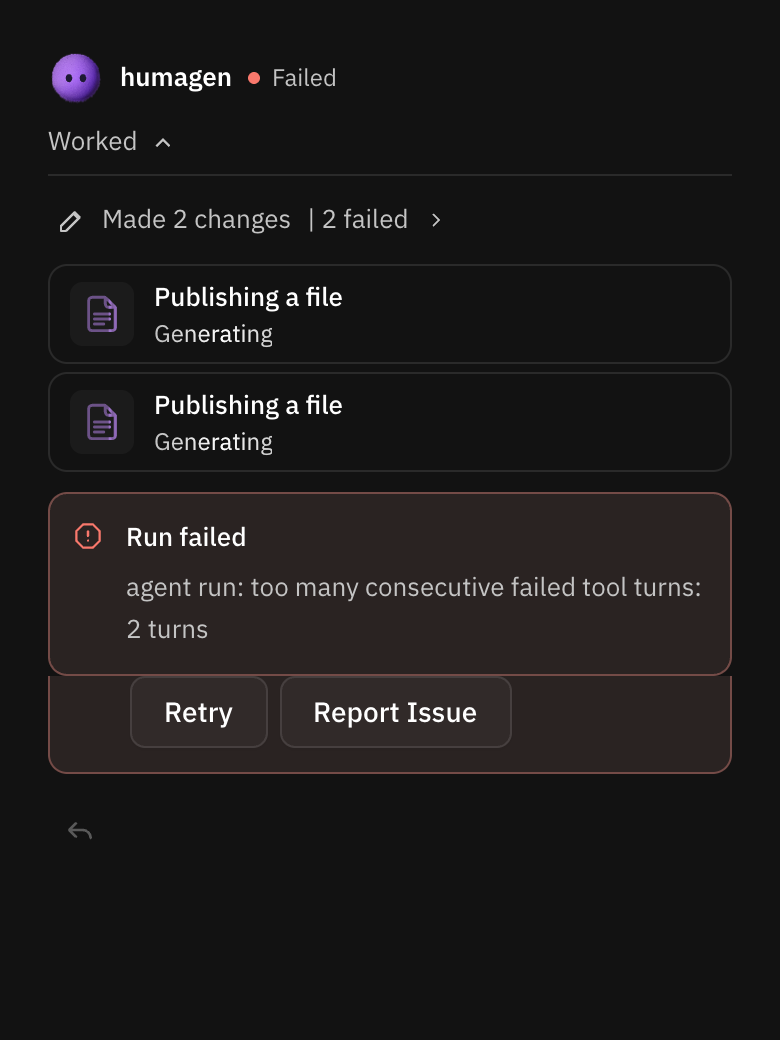 humagen Failed
Worked
Made 2 changes | 2 failed
Publishing a file
Generating
Publishing a file
Generating
Run failed
agent run: too many consecutive failed tool turns:
2 turns
Retry Report Issue